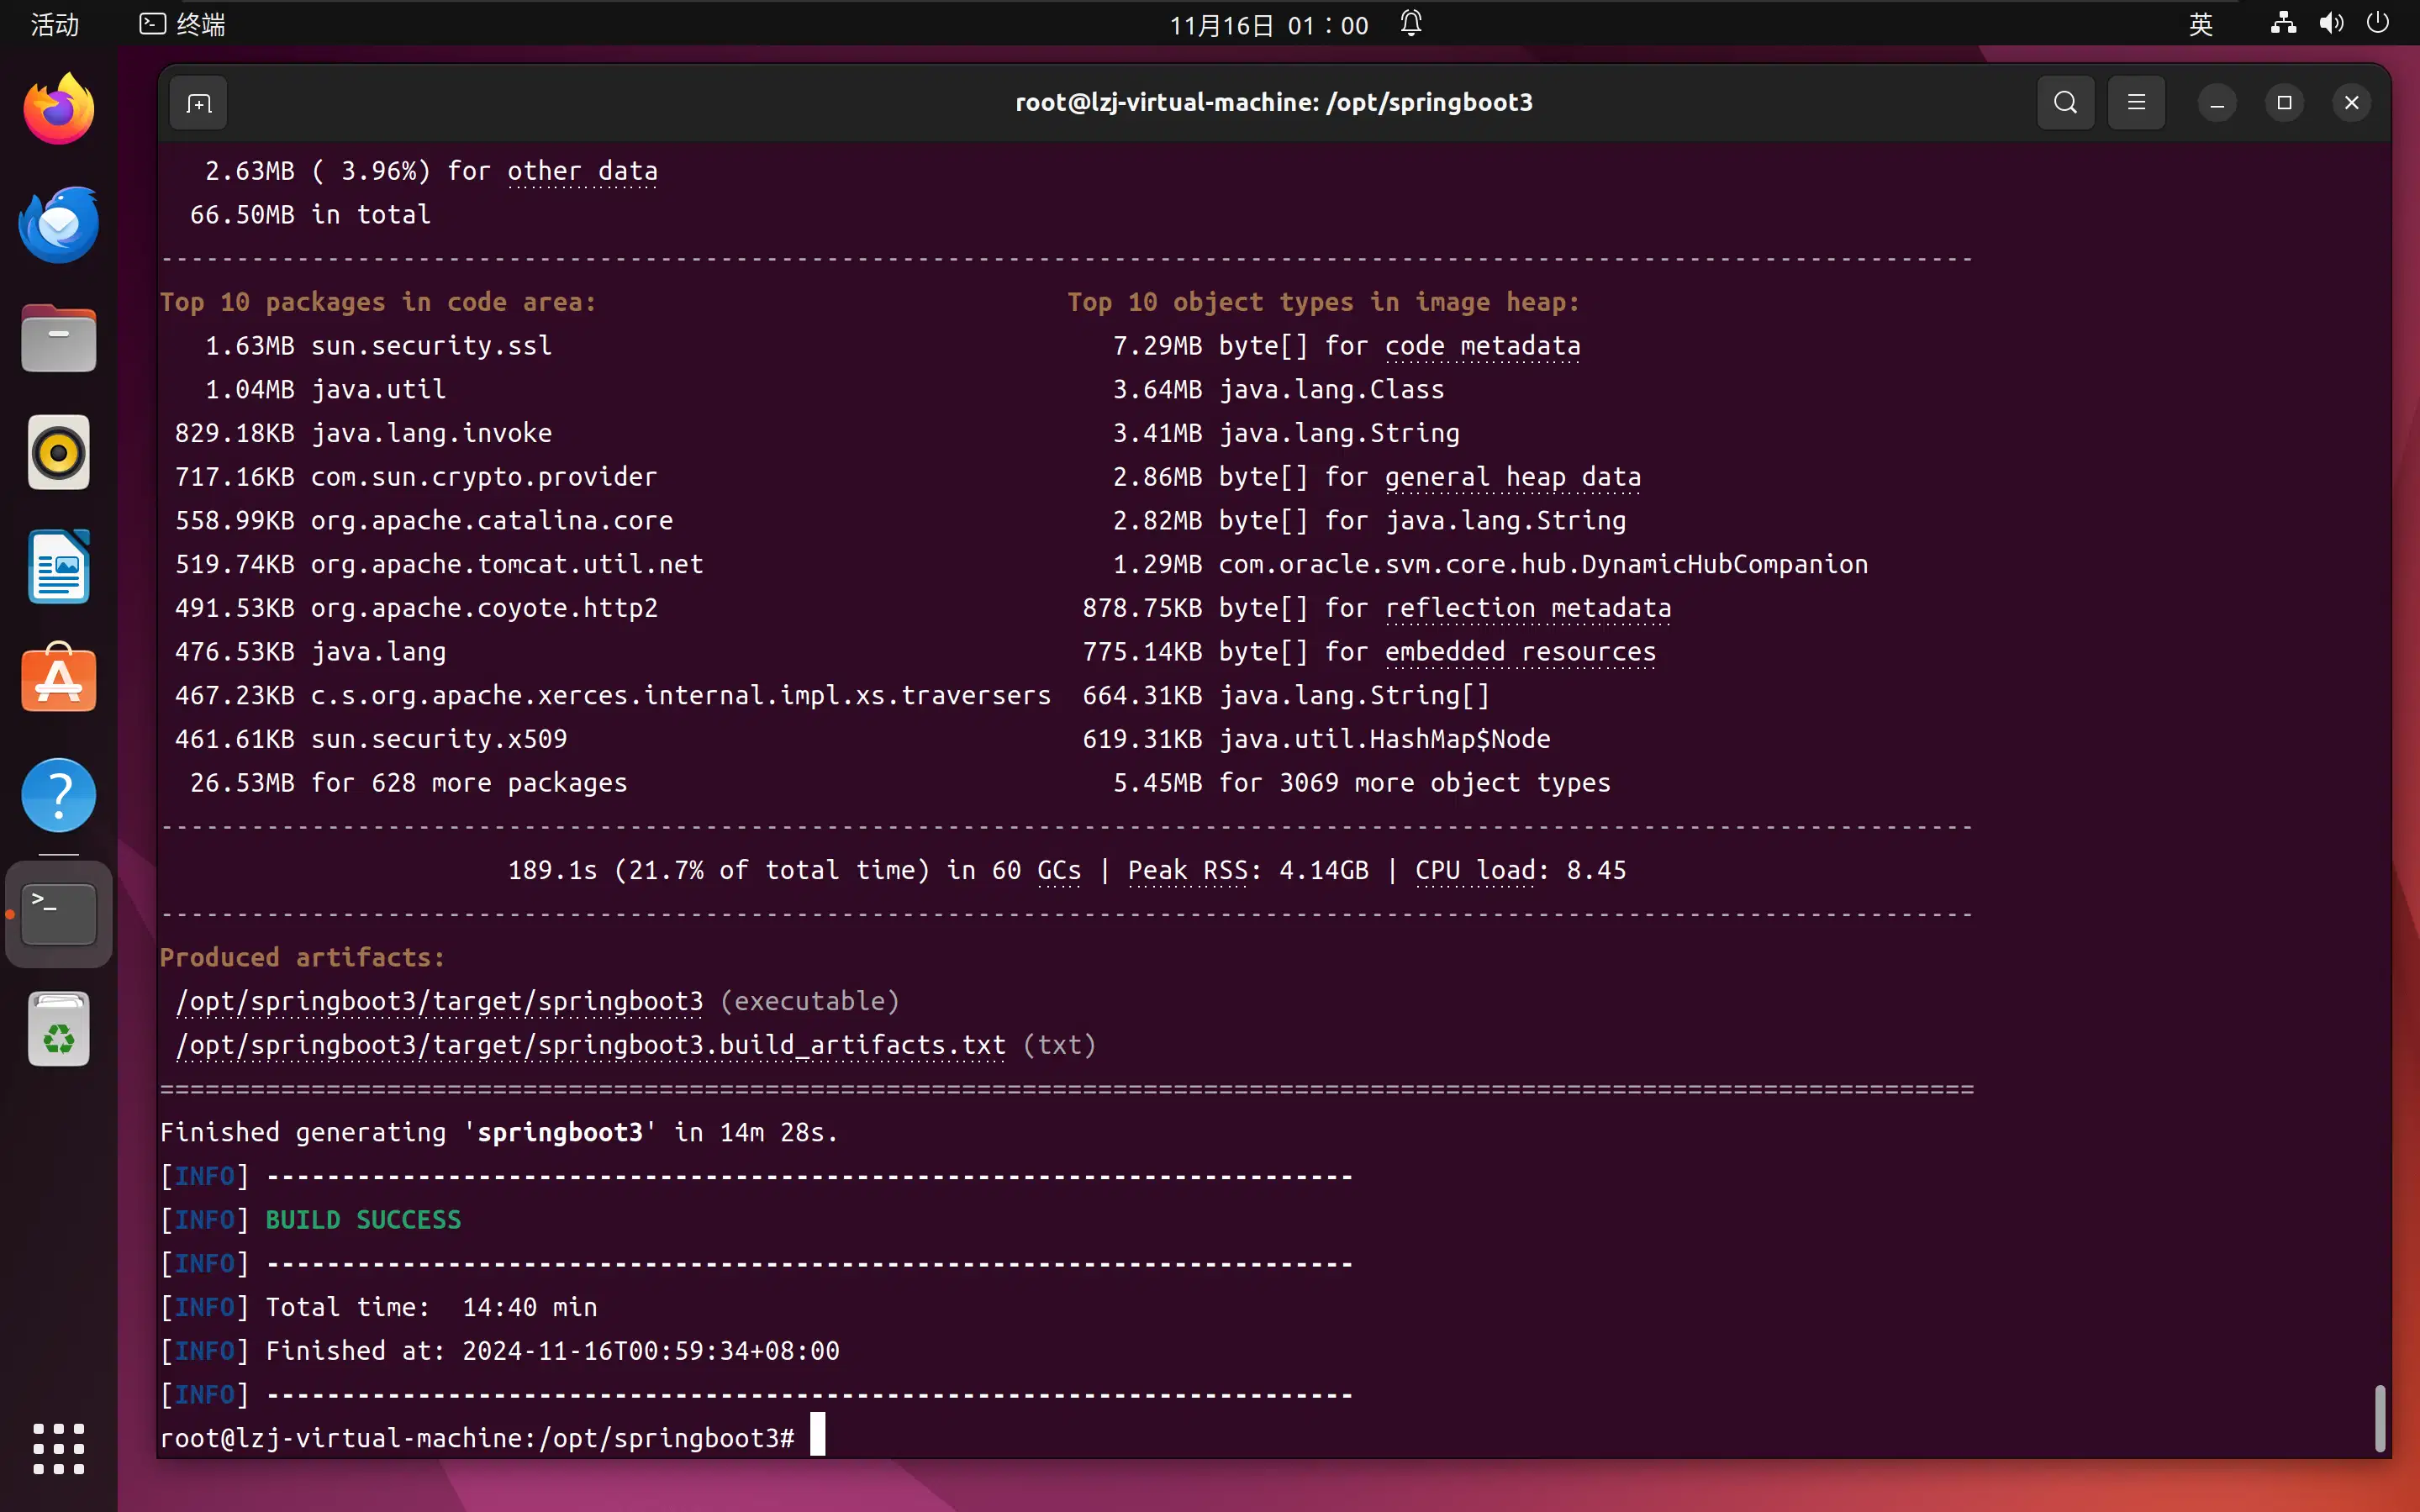 活动 终端 11月16日 01：00 英
root@lzj-virtual-machine: /opt/springboot3
2.63MB ( 3.96%) for other data
66.50MB in total
------------------------------------------------------------------------------------------------------------------------
Top 10 packages in code area: Top 10 object types in image heap:
1.63MB sun.security.ssl 7.29MB byte[] for code metadata
1.04MB java.util 3.64MB java.lang.Class
829.18KB java.lang.invoke 3.41MB java.lang.String
717.16KB com.sun.crypto.provider 2.86MB byte[] for general heap data
558.99KB org.apache.catalina.core 2.82MB byte[] for java.lang.String
519.74KB org.apache.tomcat.util.net 1.29MB com.oracle.svm.core.hub.DynamicHubCompanion
491.53KB org.apache.coyote.http2 878.75KB byte[] for reflection metadata
476.53KB java.lang 775.14KB byte[] for embedded resources
467.23KB c.s.org.apache.xerces.internal.impl.xs.traversers 664.31KB java.lang.String[]
461.61KB sun.security.x509 619.31KB java.util.HashMap$Node
26.53MB for 628 more packages 5.45MB for 3069 more object types
------------------------------------------------------------------------------------------------------------------------
189.1s (21.7% of total time) in 60 GCs | Peak RSS: 4.14GB | CPU load: 8.45
------------------------------------------------------------------------------------------------------------------------
Produced artifacts:
/opt/springboot3/target/springboot3 (executable)
/opt/springboot3/target/springboot3.build_artifacts.txt (txt)
========================================================================================================================
Finished generating 'springboot3' in 14m 28s.
[INFO] ------------------------------------------------------------------------
[INFO] BUILD SUCCESS
[INFO] ------------------------------------------------------------------------
[INFO] Total time:  14:40 min
[INFO] Finished at: 2024-11-16T00:59:34+08:00
[INFO] ------------------------------------------------------------------------
root@lzj-virtual-machine:/opt/springboot3#